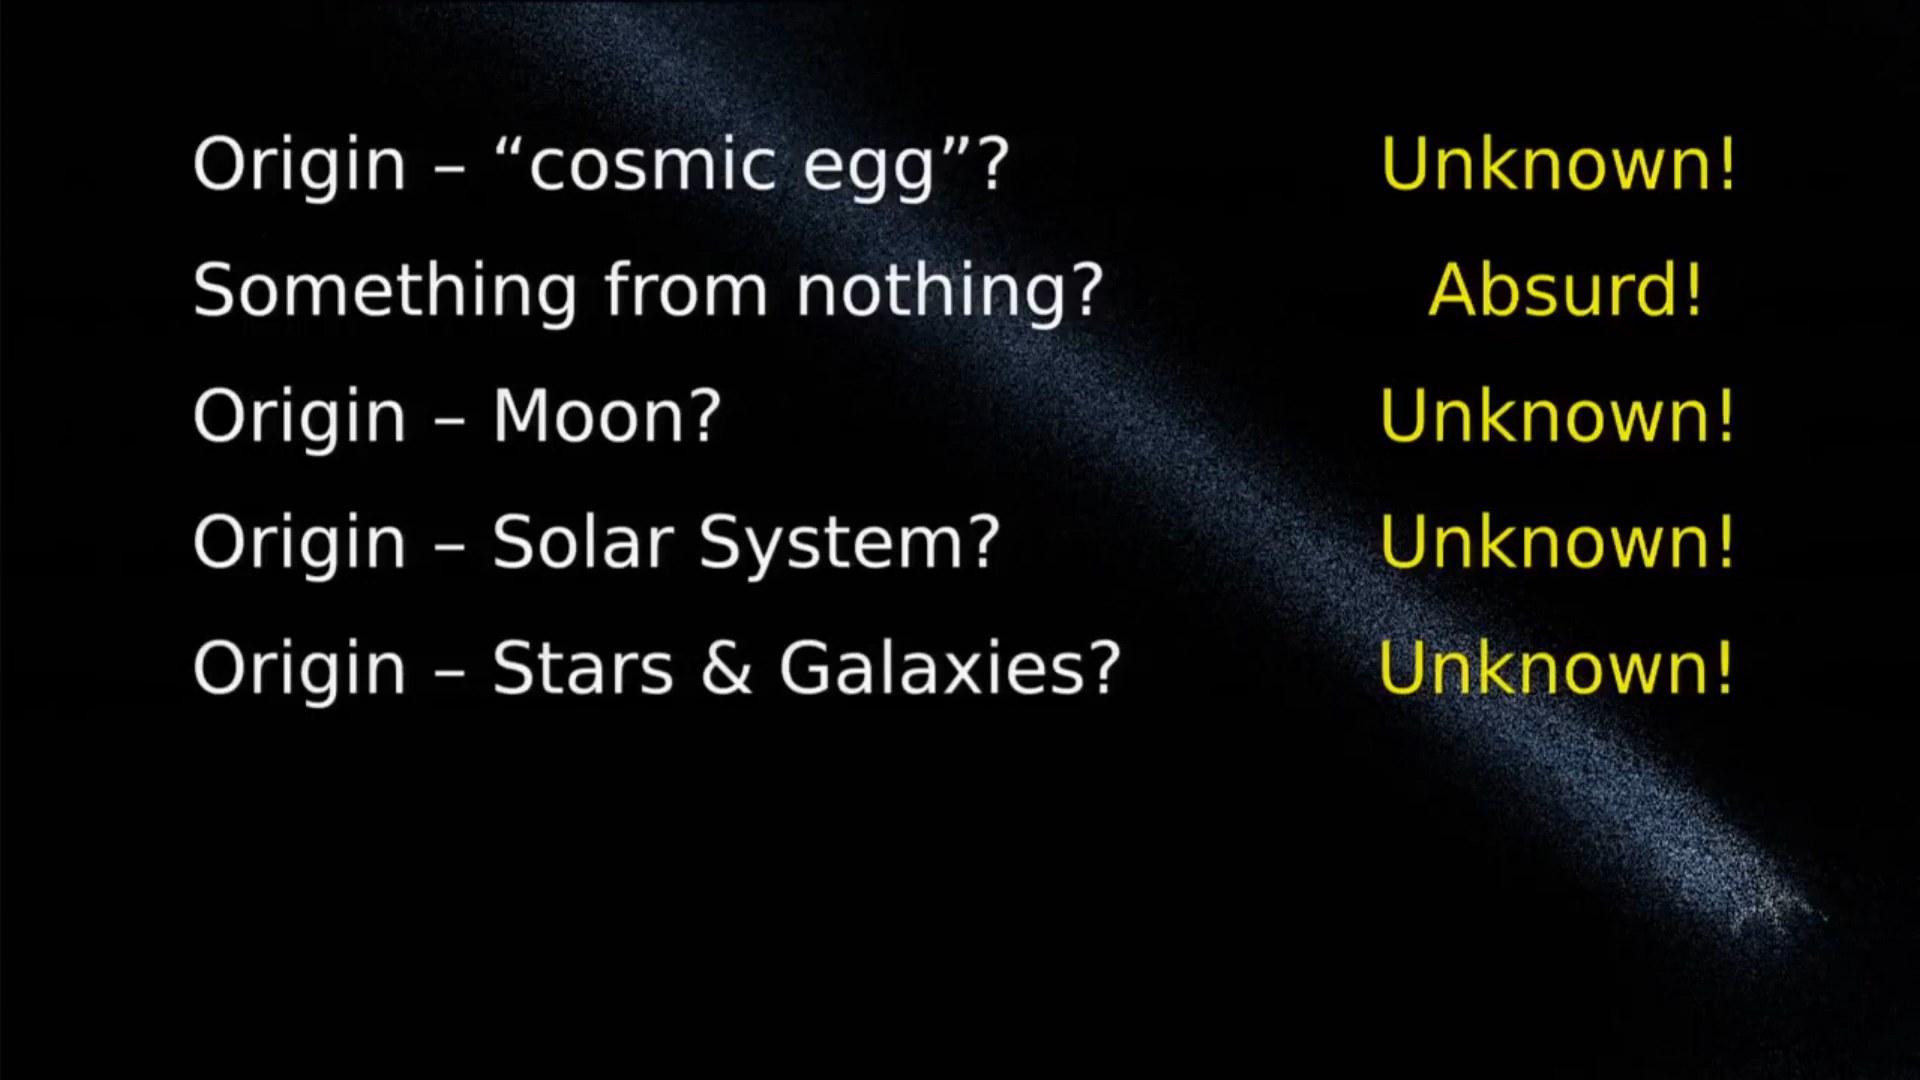 Origin – “cosmic egg”? Unknown!
Something from nothing? Absurd!
Origin – Moon? Unknown!
Origin – Solar System? Unknown!
Origin – Stars & Galaxies? Unknown!